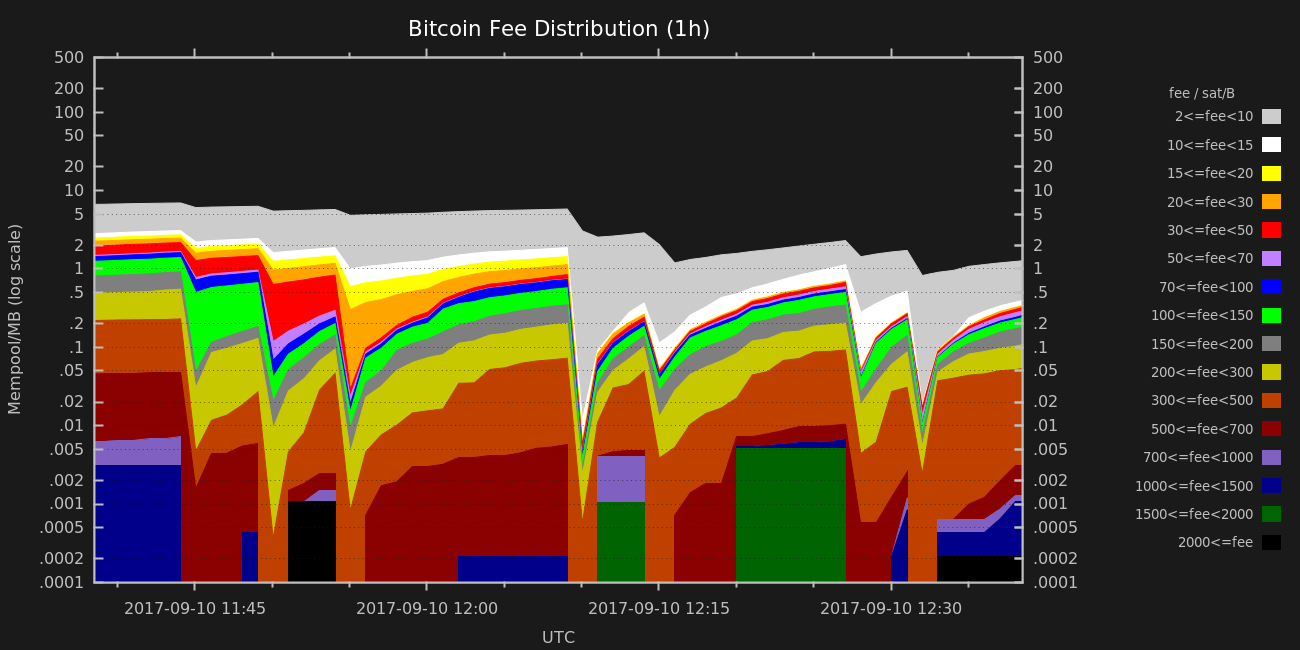 Bitcoin Fee Distribution (1h)
500
200
100
50
20
10
5
2
1
.5
.2
.1
.05
.02
.01
.005
.002
.001
.0005
.0002
.0001
Mempool/MB (log scale)
500
200
100
50
20
10
5
2
1
.5
.2
.1
.05
.02
.01
.005
.002
.001
.0005
.0002
.0001
2017-09-10 11:45
2017-09-10 12:00
2017-09-10 12:15
2017-09-10 12:30
UTC
fee / sat/B
2<=fee<10
10<=fee<15
15<=fee<20
20<=fee<30
30<=fee<50
50<=fee<70
70<=fee<100
100<=fee<150
150<=fee<200
200<=fee<300
300<=fee<500
500<=fee<700
700<=fee<1000
1000<=fee<1500
1500<=fee<2000
2000<=fee